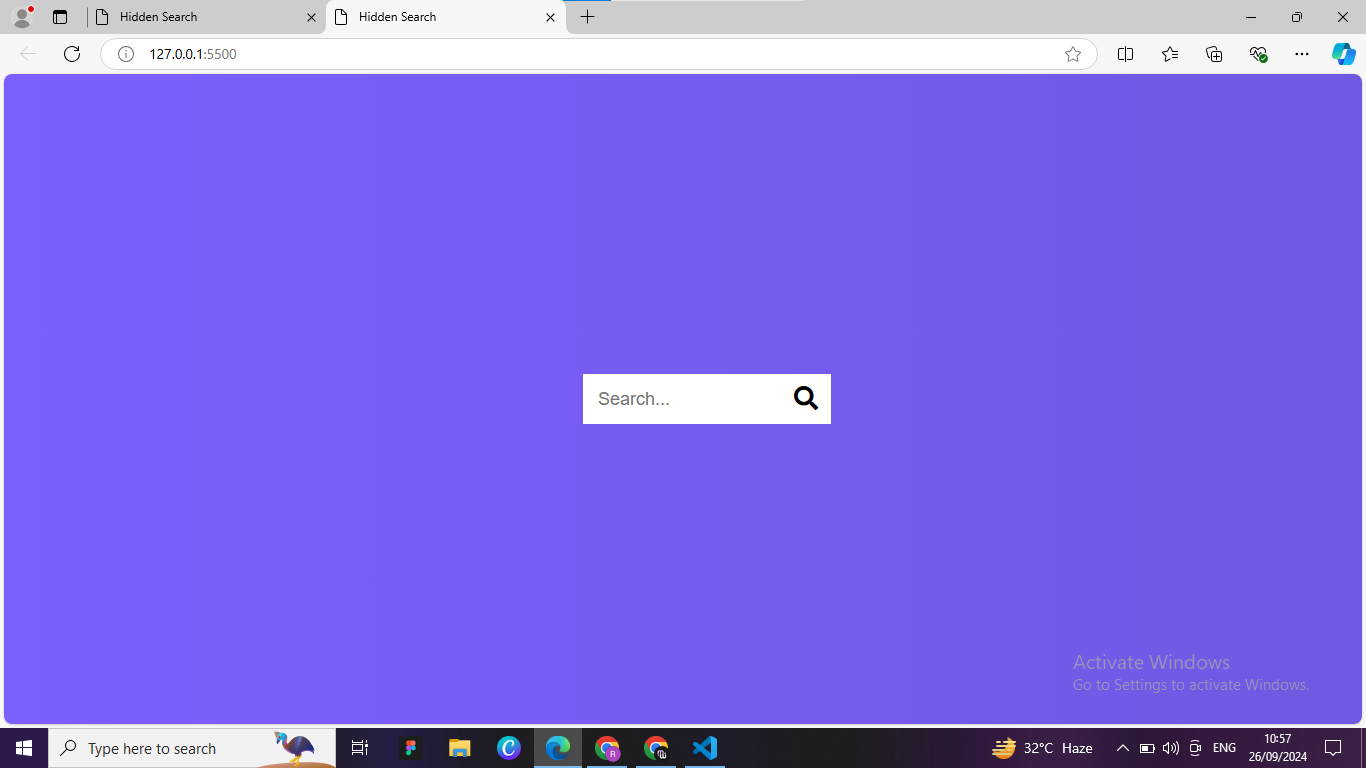 Hidden Search
Hidden Search
127.0.0.1:5500
Search...
Activate Windows
Go to Settings to activate Windows.
Type here to search
32°C Haze
ENG
10:57
26/09/2024